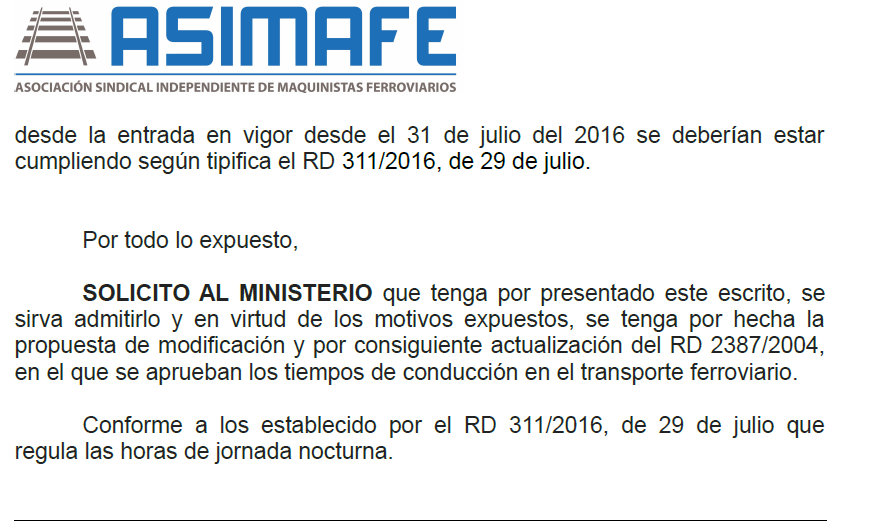 ASIMAFE
ASOCIACIÓN SINDICAL INDEPENDIENTE DE MAQUINISTAS FERROVIARIOS
desde la entrada en vigor desde el 31 de julio del 2016 se deberían estar
cumpliendo según tipifica el RD 311/2016, de 29 de julio.
Por todo lo expuesto,
SOLICITO AL MINISTERIO que tenga por presentado este escrito, se
sirva admitirlo y en virtud de los motivos expuestos, se tenga por hecha la
propuesta de modificación y por consiguiente actualización del RD 2387/2004,
en el que se aprueban los tiempos de conducción en el transporte ferroviario.
Conforme a los establecido por el RD 311/2016, de 29 de julio que
regula las horas de jornada nocturna.